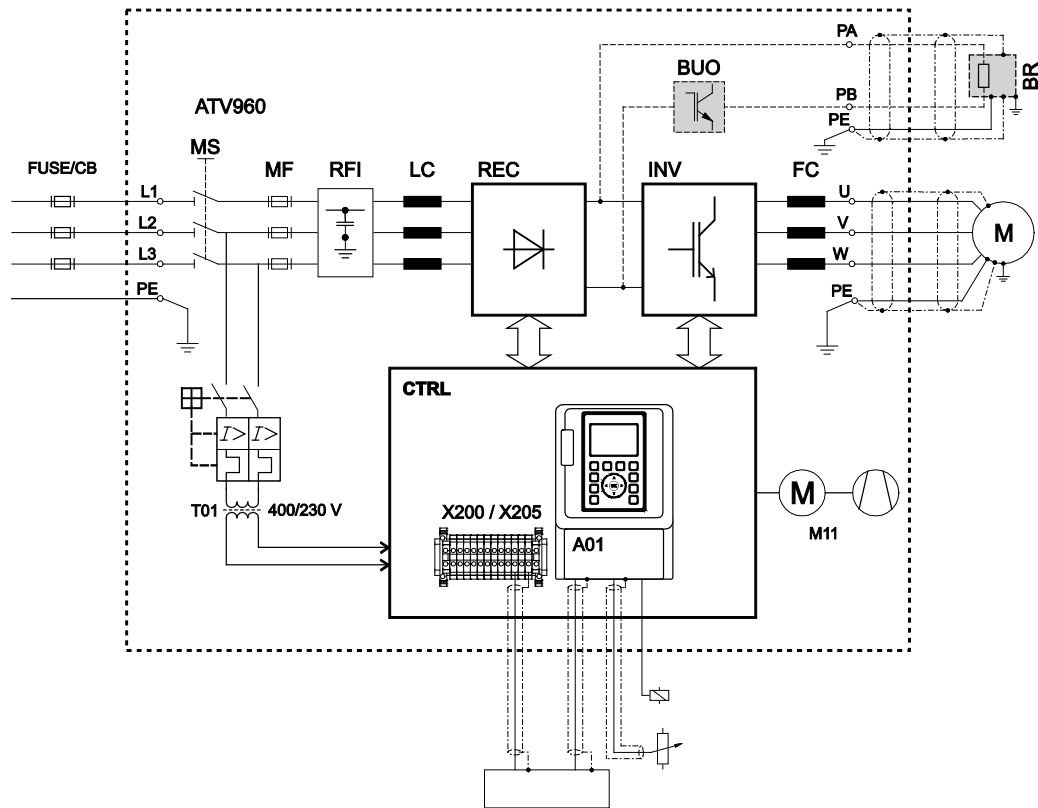 PA
BUO
BR
ATV960
PB
PE
MS
FUSE/CB
MF
RFI
LC
REC
INV
FC
L1
U
L2
V
M
L3
W
PE
PE
CTRL
I>
I>
T01
400/230 V
X200 / X205
A01
M
M11